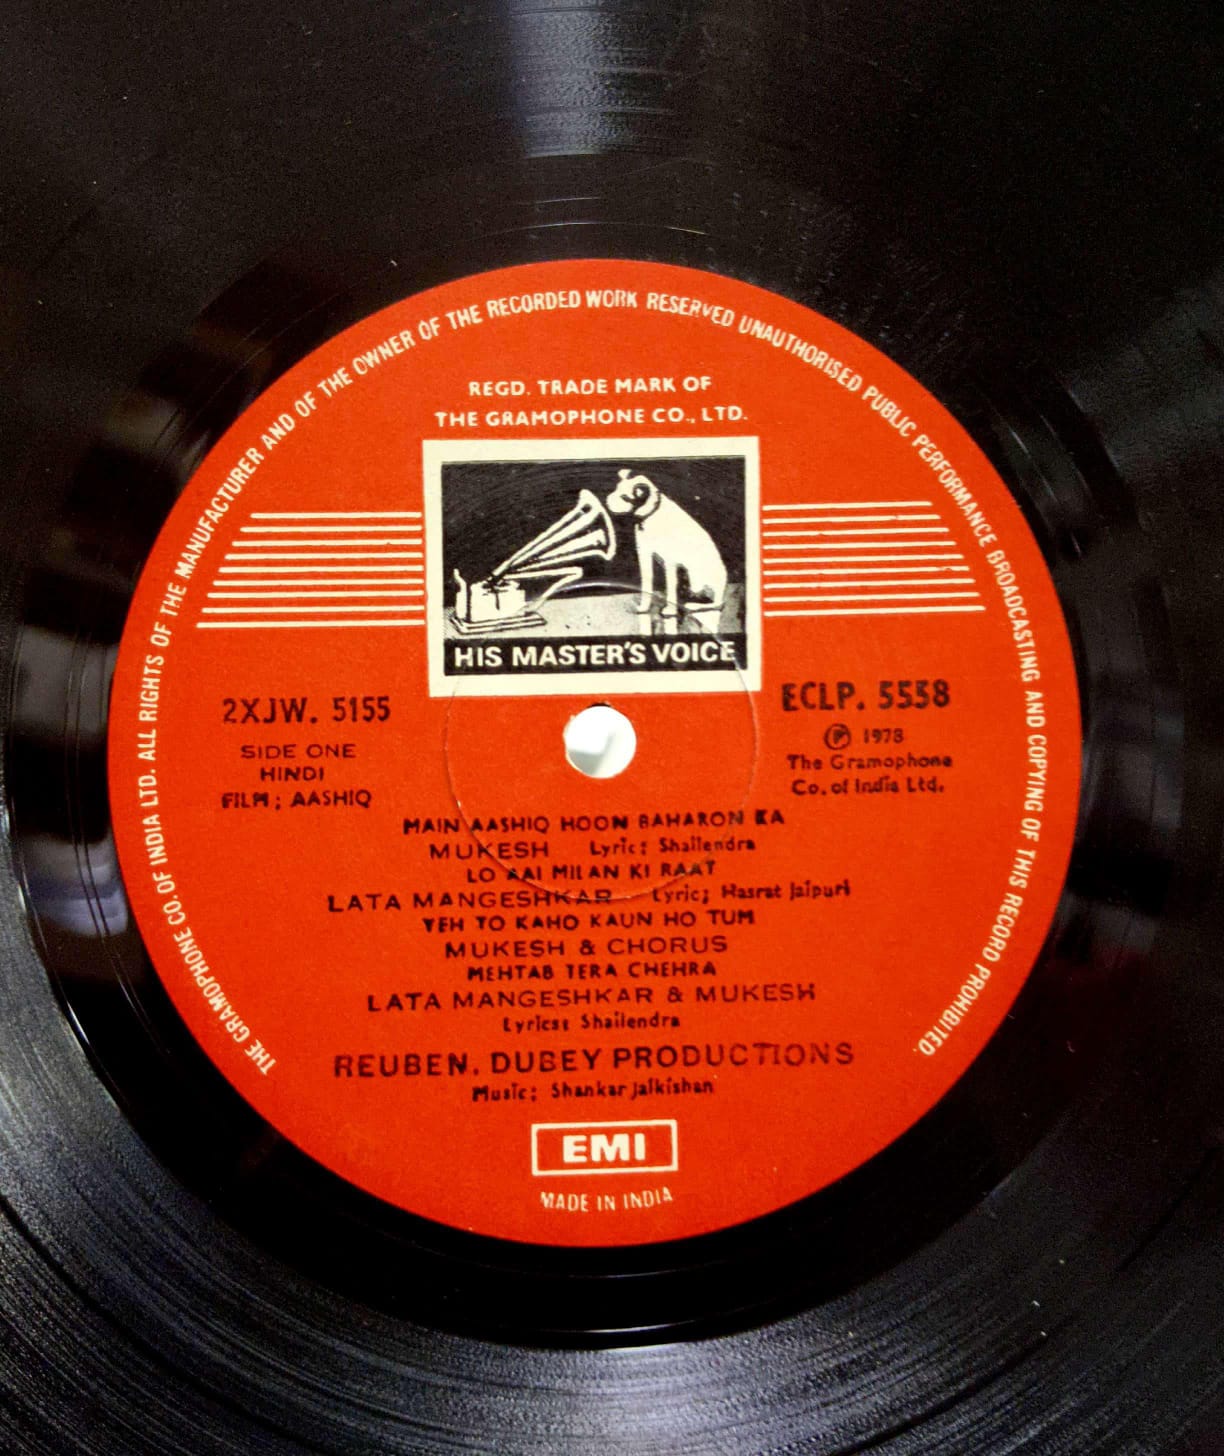 THE GRAMOPHONE CO. OF INDIA LTD. ALL RIGHTS OF THE MANUFACTURER AND OF THE OWNER OF THE RECORDED WORK RESERVED UNAUTHORISED PUBLIC PERFORMANCE BROADCASTING AND COPYING OF THIS RECORD PROHIBITED.
REGD. TRADE MARK OF
THE GRAMOPHONE CO., LTD.
HIS MASTER'S VOICE
2XJW. 5155
SIDE ONE
HINDI
FILM ; AASHIQ
ECLP. 5558
Ⓟ 1978
The Gramophone
Co. of India Ltd.
MAIN AASHIQ HOON BAHARON KA
MUKESH Lyric; Shailendra
LO AAI MILAN KI RAAT
LATA MANGESHKAR Lyric; Hasrat Jaipuri
YEH TO KAHO KAUN HO TUM
MUKESH & CHORUS
MEHTAB TERA CHEHRA
LATA MANGESHKAR & MUKESH
Lyrics: Shailendra
REUBEN, DUBEY PRODUCTIONS
Music; Shankar Jaikishan
EMI
MADE IN INDIA